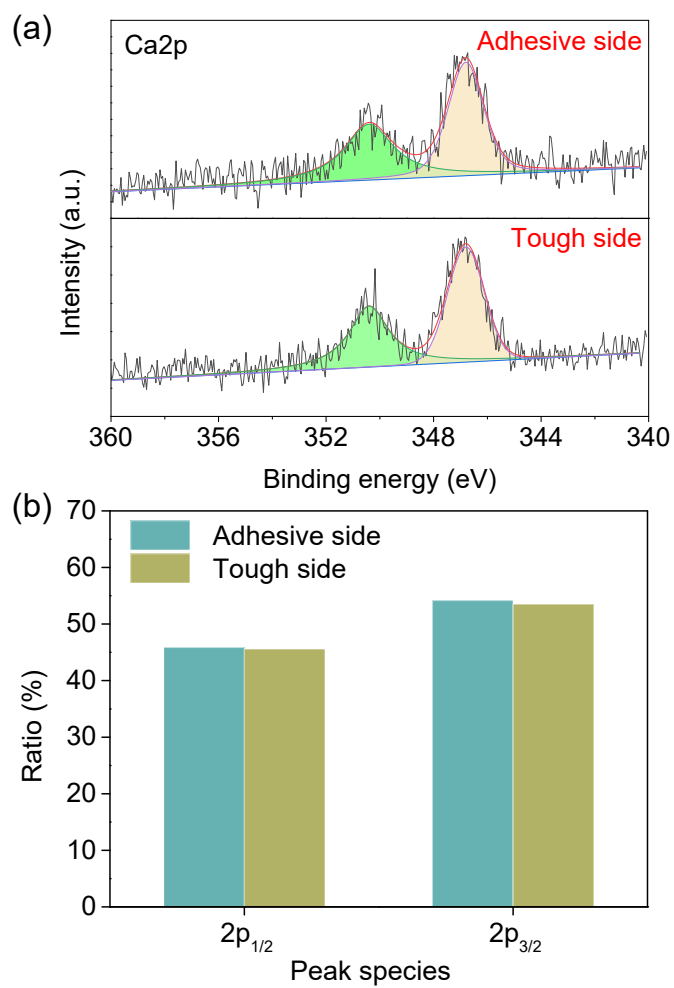 (a)
Ca2p
Adhesive side
Tough side
Intensity (a.u.)
360 356 352 348 344 340
Binding energy (eV)
(b)
70
60
50
40
30
20
10
0
Ratio (%)
Adhesive side
Tough side
2p1/2 2p3/2
Peak species